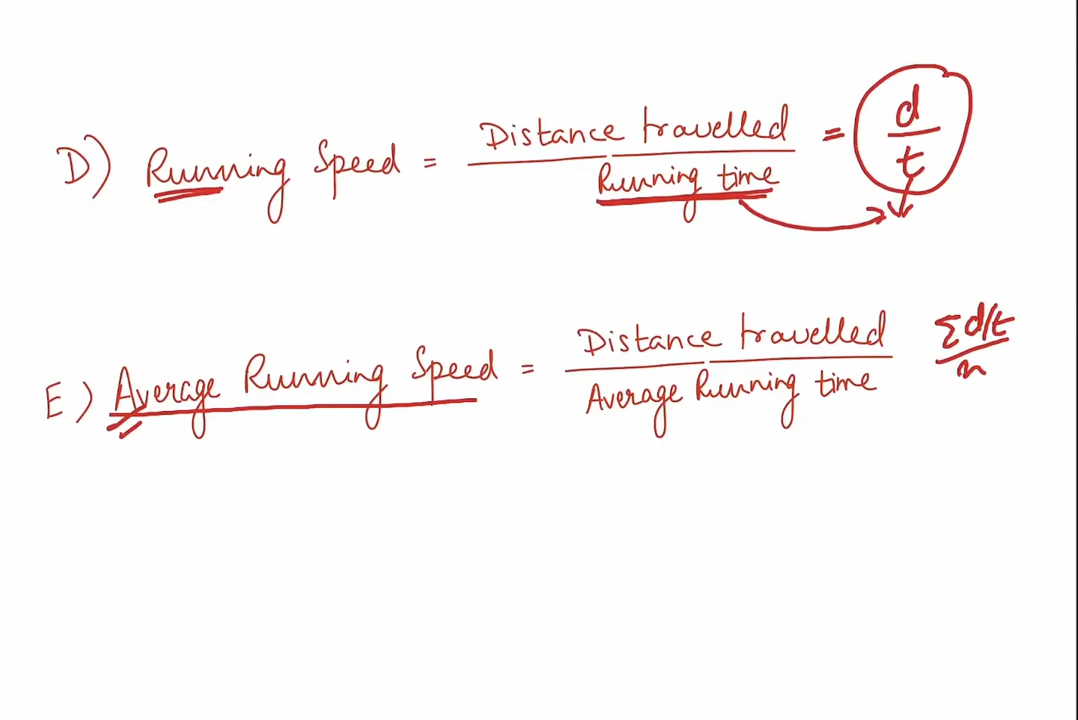 D) Running Speed = Distance travelled / Running time = d / t
E) Average Running Speed = Distance travelled / Average Running time Σd/t / n